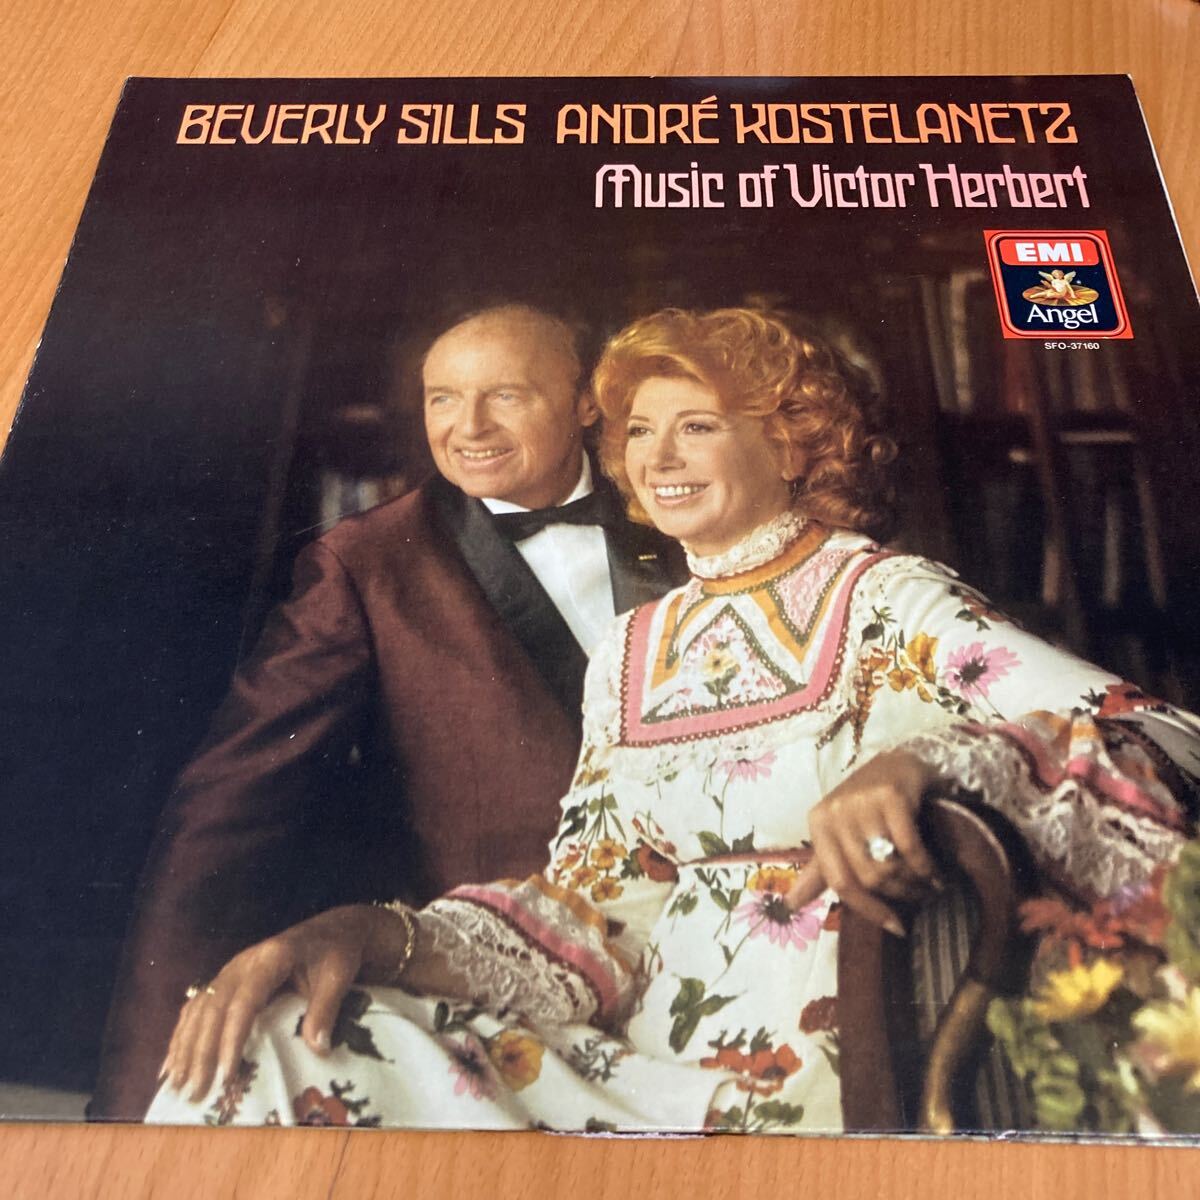 BEVERLY SILLS ANDRÉ KOSTELANETZ
Music of Victor Herbert
EMI
Angel
SFO-37160